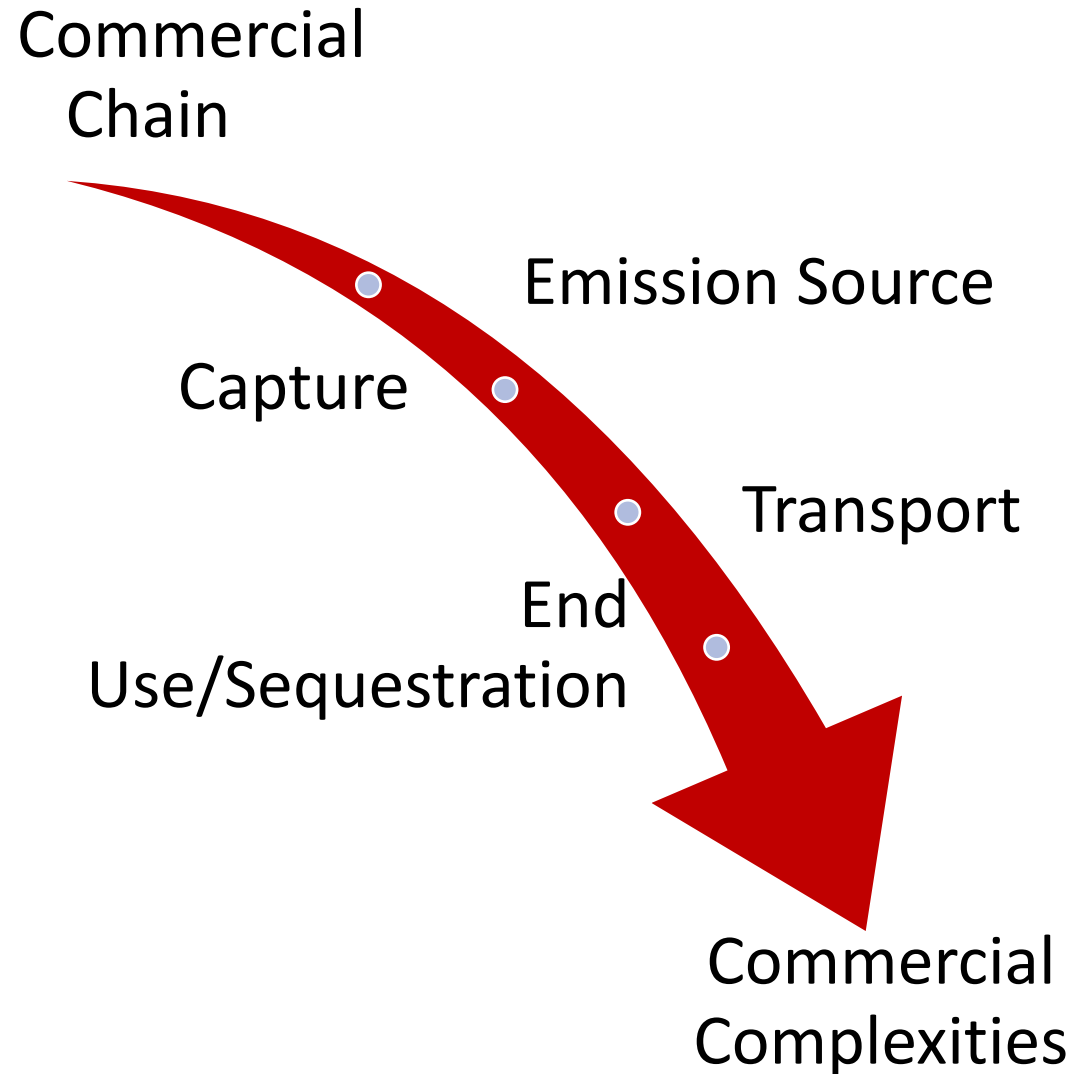 Commercial
Chain
Emission Source
Capture
Transport
End
Use/Sequestration
Commercial
Complexities